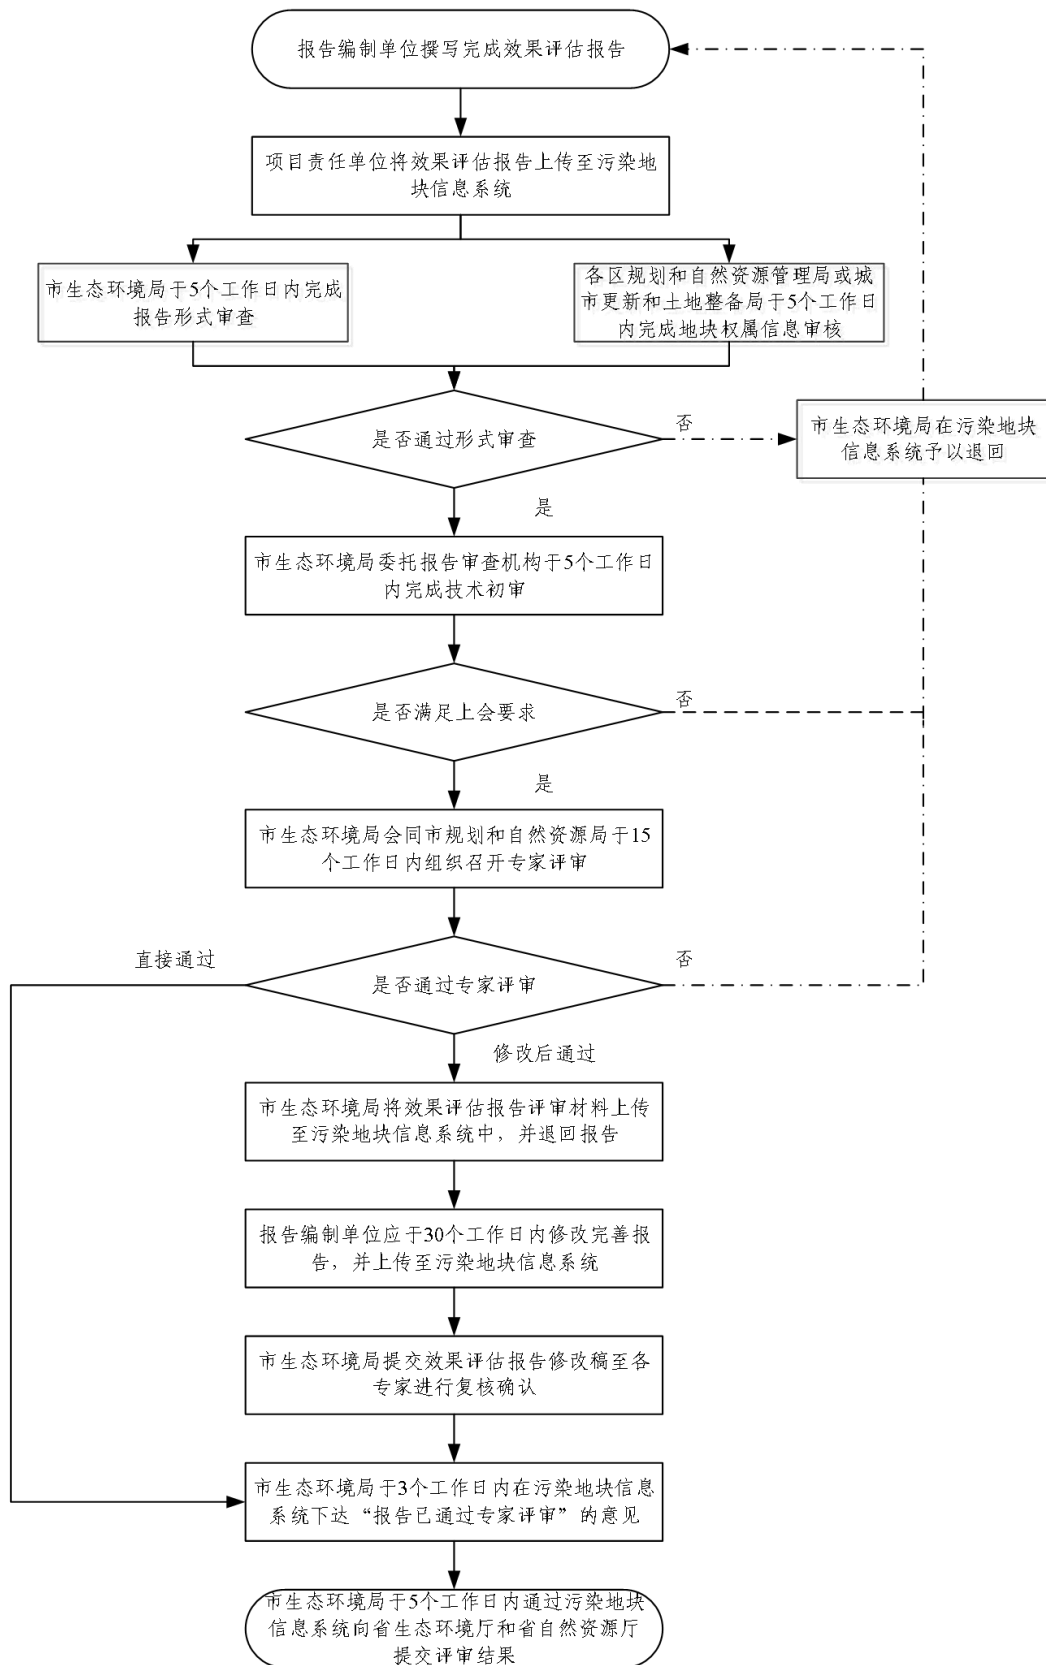 报告编制单位撰写完成效果评估报告
项目责任单位将效果评估报告上传至污染地
块信息系统
市生态环境局于5个工作日内完成
报告形式审查
各区规划和自然资源管理局或城
市更新和土地整备局于5个工作日
内完成地块权属信息审核
是否通过形式审查
否
市生态环境局在污染地块
信息系统予以退回
是
市生态环境局委托报告审查机构于5个工作日
内完成技术初审
是否满足上会要求
否
是
市生态环境局会同市规划和自然资源局于15
个工作日内组织召开专家评审
直接通过
是否通过专家评审
否
修改后通过
市生态环境局将效果评估报告评审材料上传
至污染地块信息系统中，并退回报告
报告编制单位应于30个工作日内修改完善报
告，并上传至污染地块信息系统
市生态环境局提交效果评估报告修改稿至各
专家进行复核确认
市生态环境局于3个工作日内在污染地块信息
系统下达“报告已通过专家评审”的意见
市生态环境局于5个工作日内通过污染地块
信息系统向省生态环境厅和省自然资源厅
提交评审结果